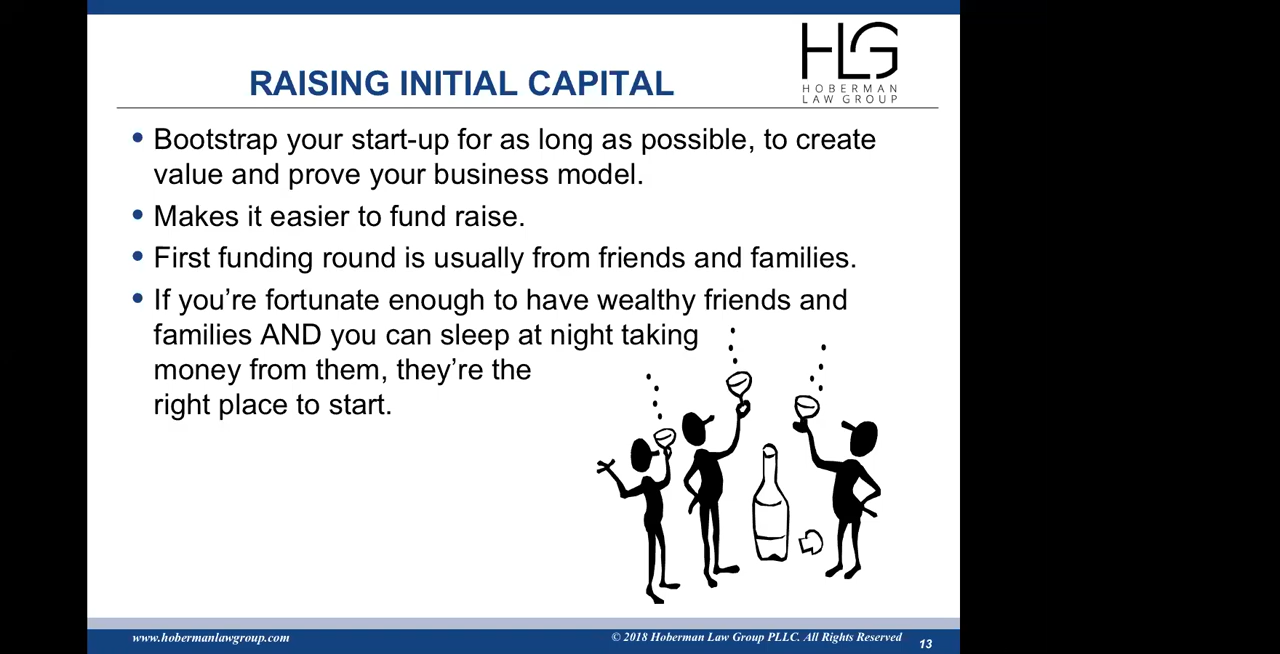 HLG
HOBERMAN
LAW GROUP
RAISING INITIAL CAPITAL
• Bootstrap your start-up for as long as possible, to create
value and prove your business model.
• Makes it easier to fund raise.
• First funding round is usually from friends and families.
• If you’re fortunate enough to have wealthy friends and
families AND you can sleep at night taking
money from them, they’re the
right place to start.
www.hobermanlawgroup.com
© 2018 Hoberman Law Group PLLC. All Rights Reserved
13